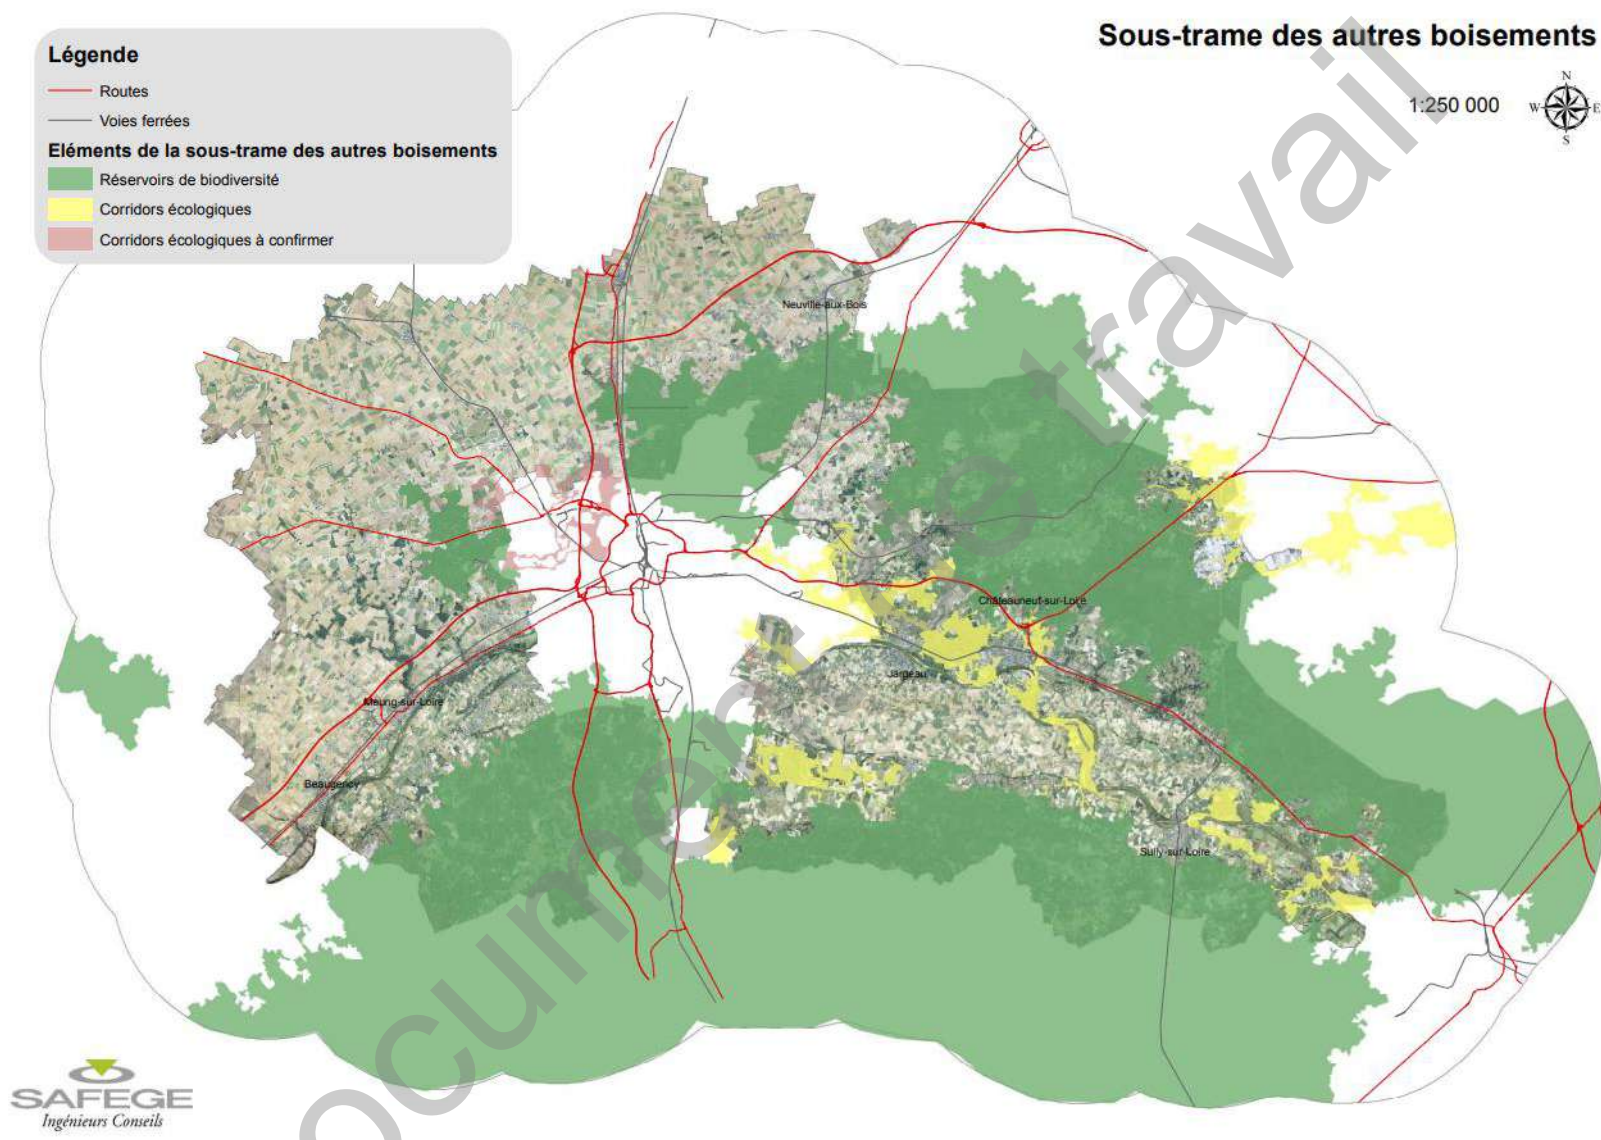 Sous-trame des autres boisements
1:250 000
N
W
E
S
Légende
Routes
Voies ferrées
Eléments de la sous-trame des autres boisements
Réservoirs de biodiversité
Corridors écologiques
Corridors écologiques à confirmer
Neuville-aux-Bois
Châteauneuf-sur-Loire
Jargeau
Meung-sur-Loire
Beaugency
Sully-sur-Loire
ocument de travail
SAFEGE
Ingénieurs Conseils